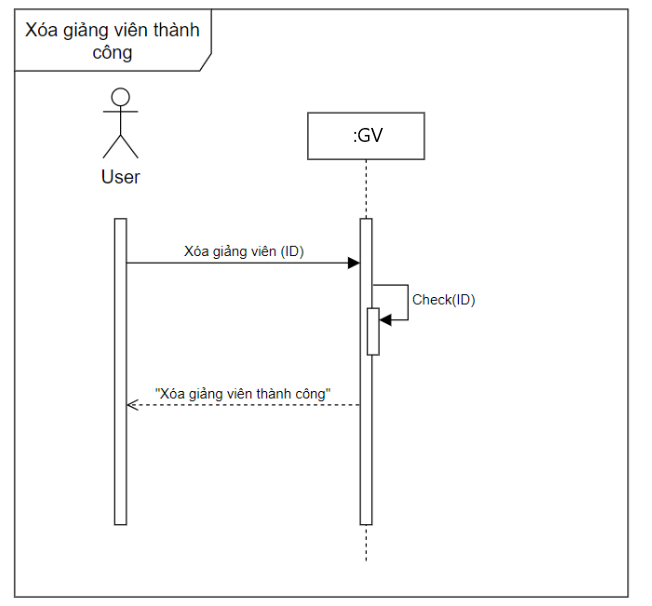 Xóa giảng viên thành
công
User
:GV
Xóa giảng viên (ID)
Check(ID)
"Xóa giảng viên thành công"